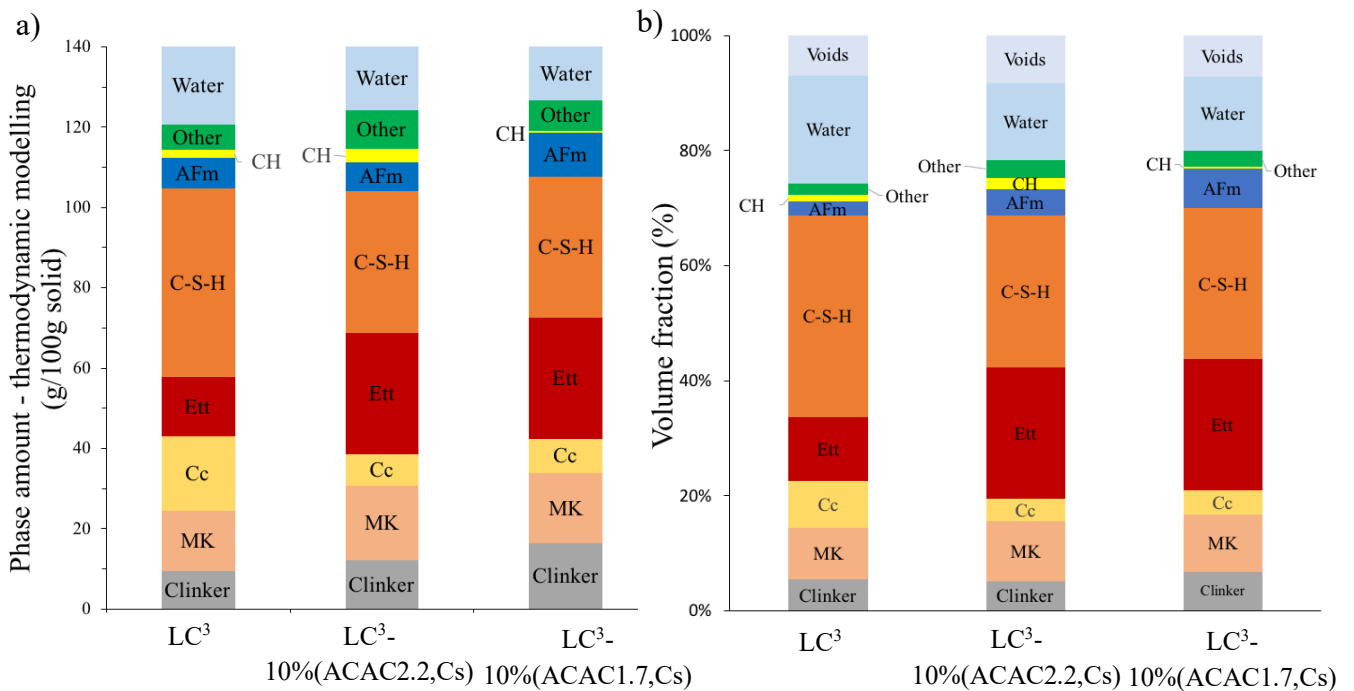 a)
Phase amount - thermodynamic modelling
(g/100g solid)
140
120
100
80
60
40
20
0
Water
Other
CH
AFm
C-S-H
Ett
Cc
MK
Clinker
Water
Other
CH
AFm
C-S-H
Ett
Cc
MK
Clinker
Water
Other
CH
AFm
C-S-H
Ett
Cc
MK
Clinker
LC³
LC³-
10%(ACAC2.2,Cs)
LC³-
10%(ACAC1.7,Cs)
b)
Volume fraction (%)
100%
80%
60%
40%
20%
0%
Voids
Water
Other
CH
AFm
C-S-H
Ett
Cc
MK
Clinker
Voids
Water
Other
CH
AFm
C-S-H
Ett
Cc
MK
Clinker
Voids
Water
CH
Other
AFm
C-S-H
Ett
Cc
MK
Clinker
LC³
LC³-
10%(ACAC2.2,Cs)
LC³-
10%(ACAC1.7,Cs)